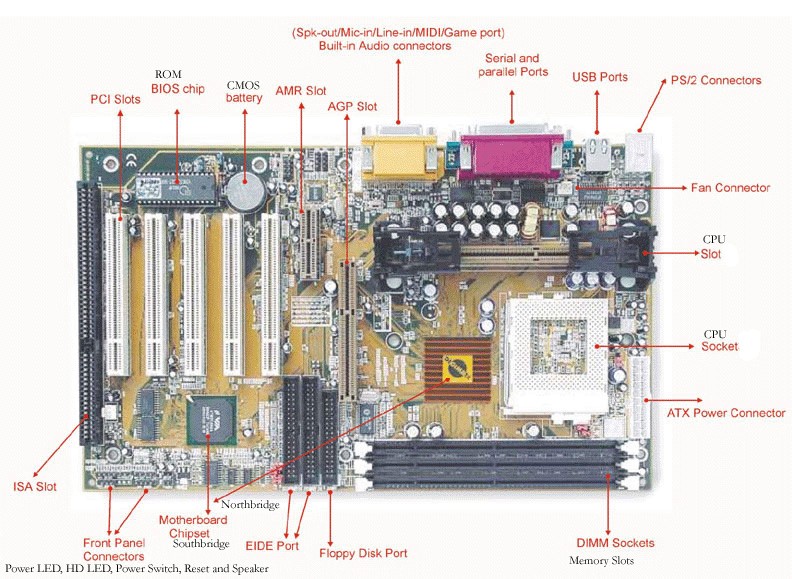 (Spk-out/Mic-in/Line-in/MIDI/Game port)
Built-in Audio connectors
Serial and
parallel Ports
USB Ports
PS/2 Connectors
ROM
BIOS chip
CMOS
battery
AMR Slot
AGP Slot
PCI Slots
Fan Connector
CPU
Slot
CPU
Socket
ATX Power Connector
ISA Slot
Front Panel
Connectors
Power LED, HD LED, Power Switch, Reset and Speaker
Northbridge
Motherboard
Chipset
Southbridge
EIDE Port
Floppy Disk Port
DIMM Sockets
Memory Slots